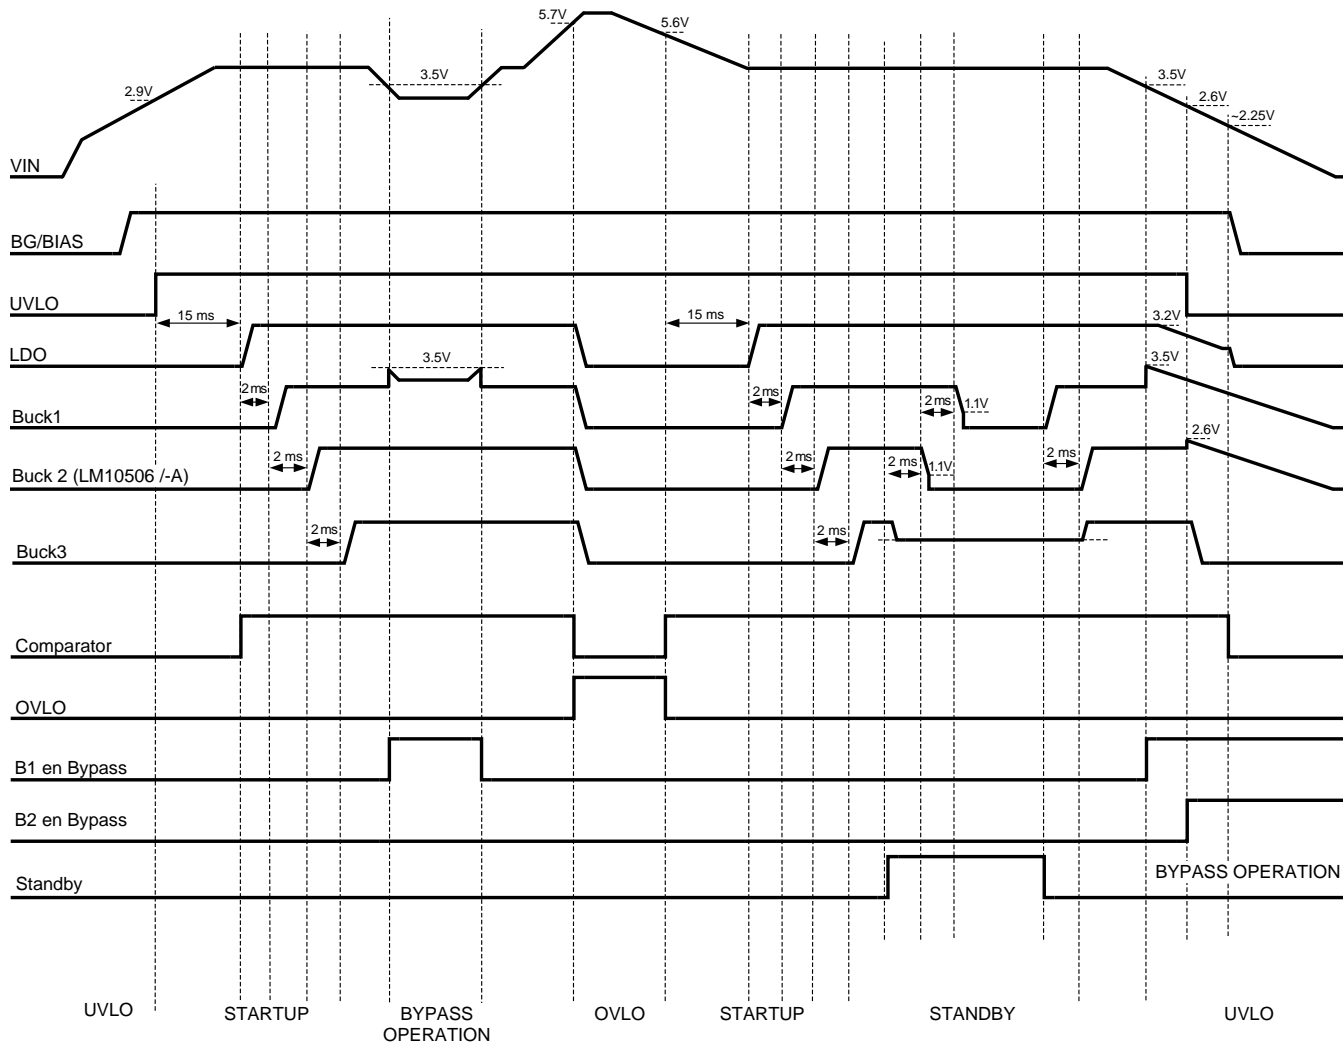 5.7V
5.6V
3.5V
3.5V
2.9V
2.6V
~2.25V
VIN
BG/BIAS
UVLO
15 ms
15 ms
3.2V
LDO
3.5V
3.5V
2 ms
2 ms
2 ms
1.1V
Buck1
2.6V
2 ms
2 ms
2 ms
1.1V
2 ms
Buck 2 (LM10506 /-A)
2 ms
2 ms
Buck3
Comparator
OVLO
B1 en Bypass
B2 en Bypass
BYPASS OPERATION
Standby
UVLO
STARTUP
BYPASS
OPERATION
OVLO
STARTUP
STANDBY
UVLO